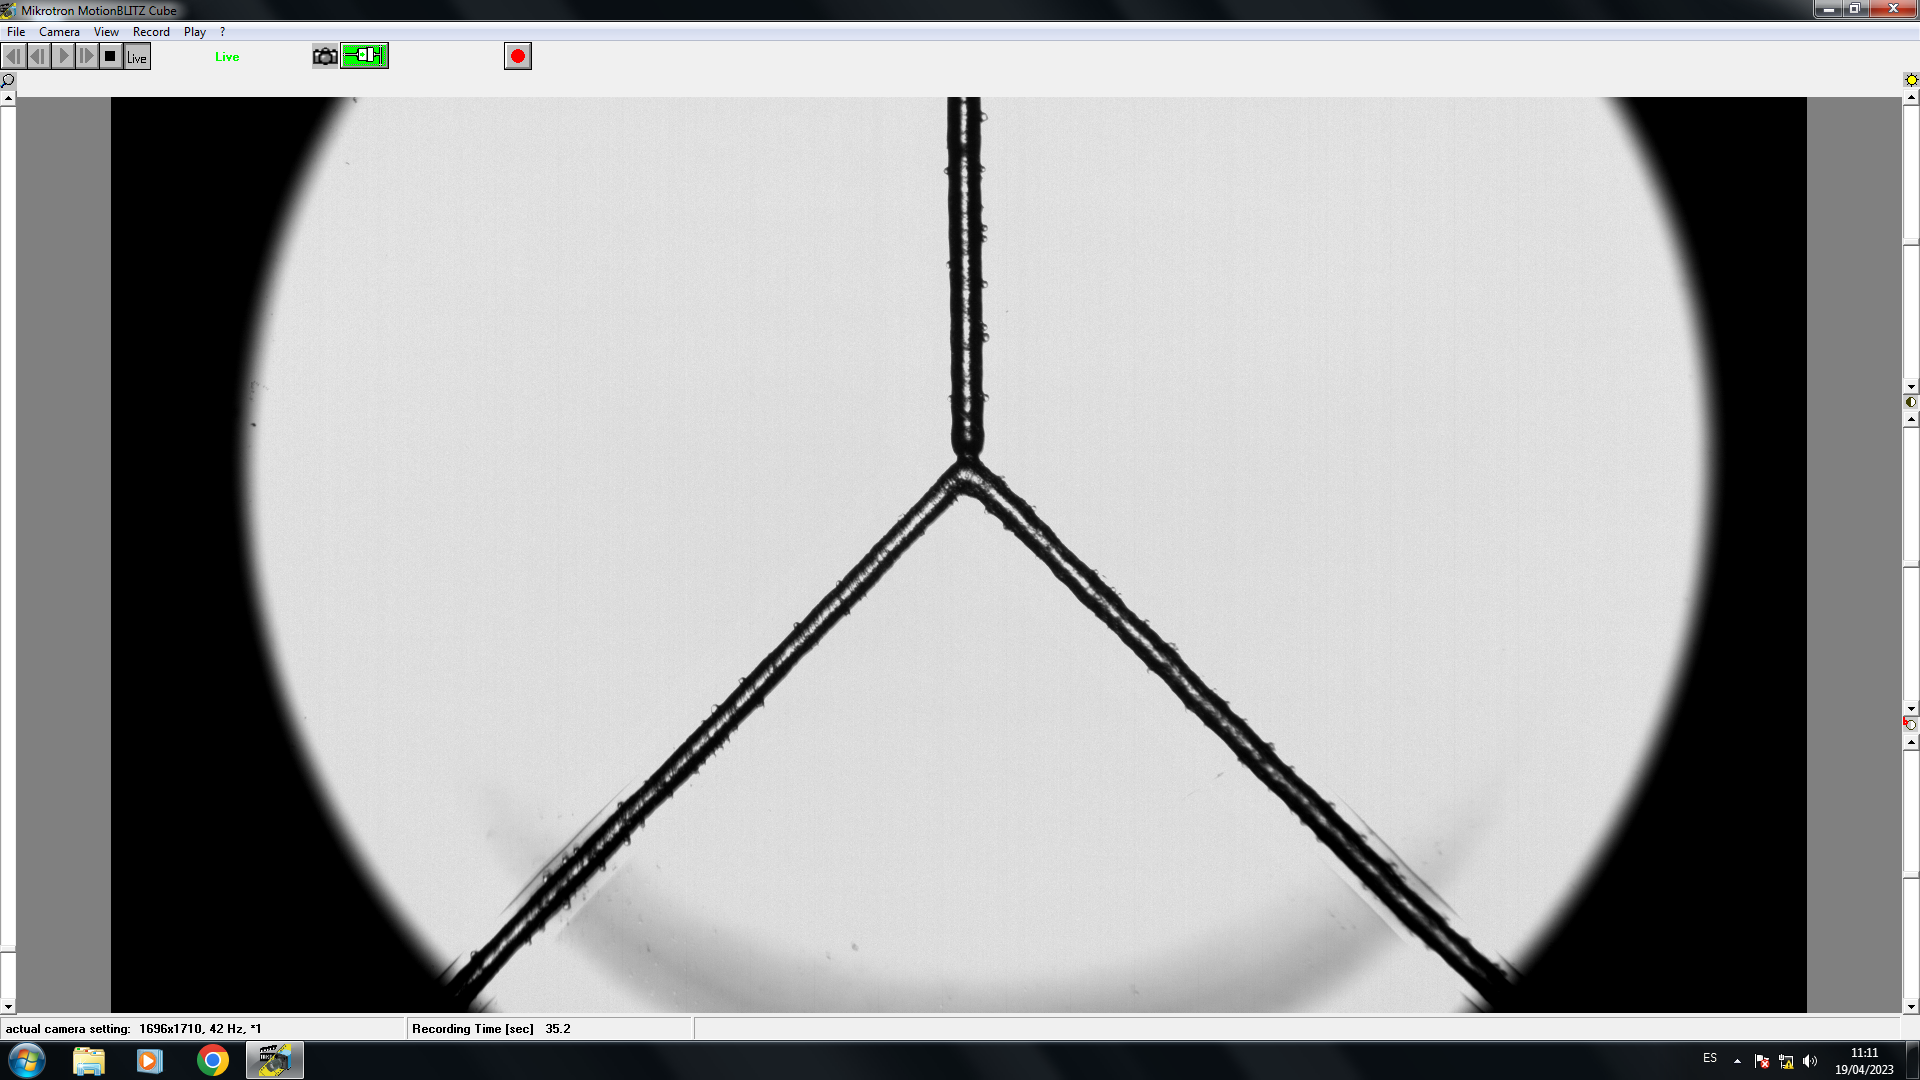 Mikrotron MotionBLITZ Cube
File Camera View Record Play ?
Live Live
actual camera setting: 1696x1710, 42 Hz, *1 Recording Time [sec] 35.2
ES 11:11
19/04/2023